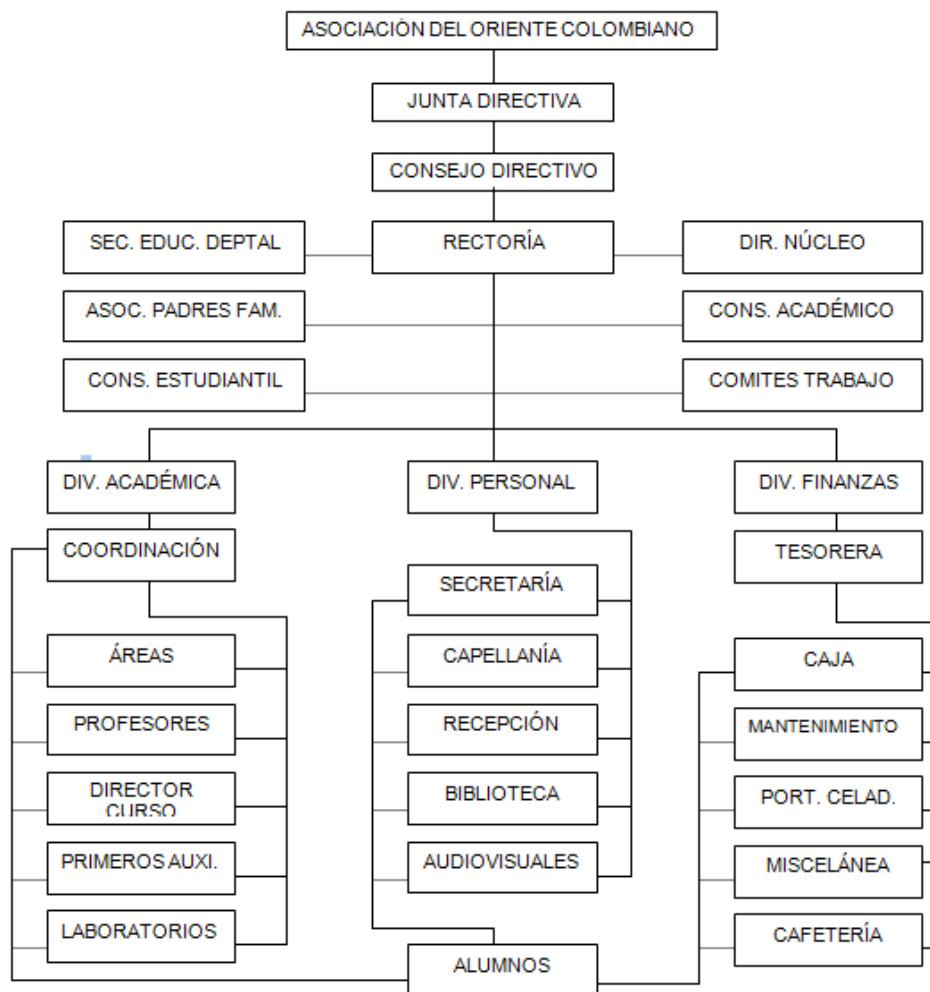 ASOCIACIÓN DEL ORIENTE COLOMBIANO
JUNTA DIRECTIVA
CONSEJO DIRECTIVO
SEC. EDUC. DEPTAL
RECTORÍA
DIR. NÚCLEO
ASOC. PADRES FAM.
CONS. ACADÉMICO
CONS. ESTUDIANTIL
COMITES TRABAJO
DIV. ACADÉMICA
DIV. PERSONAL
DIV. FINANZAS
COORDINACIÓN
TESORERA
SECRETARÍA
ÁREAS
CAPELLANÍA
CAJA
PROFESORES
RECEPCIÓN
MANTENIMIENTO
DIRECTOR
CURSO
BIBLIOTECA
PORT. CELAD.
PRIMEROS AUXI.
AUDIOVISUALES
MISCELÁNEA
LABORATORIOS
CAFETERÍA
ALUMNOS